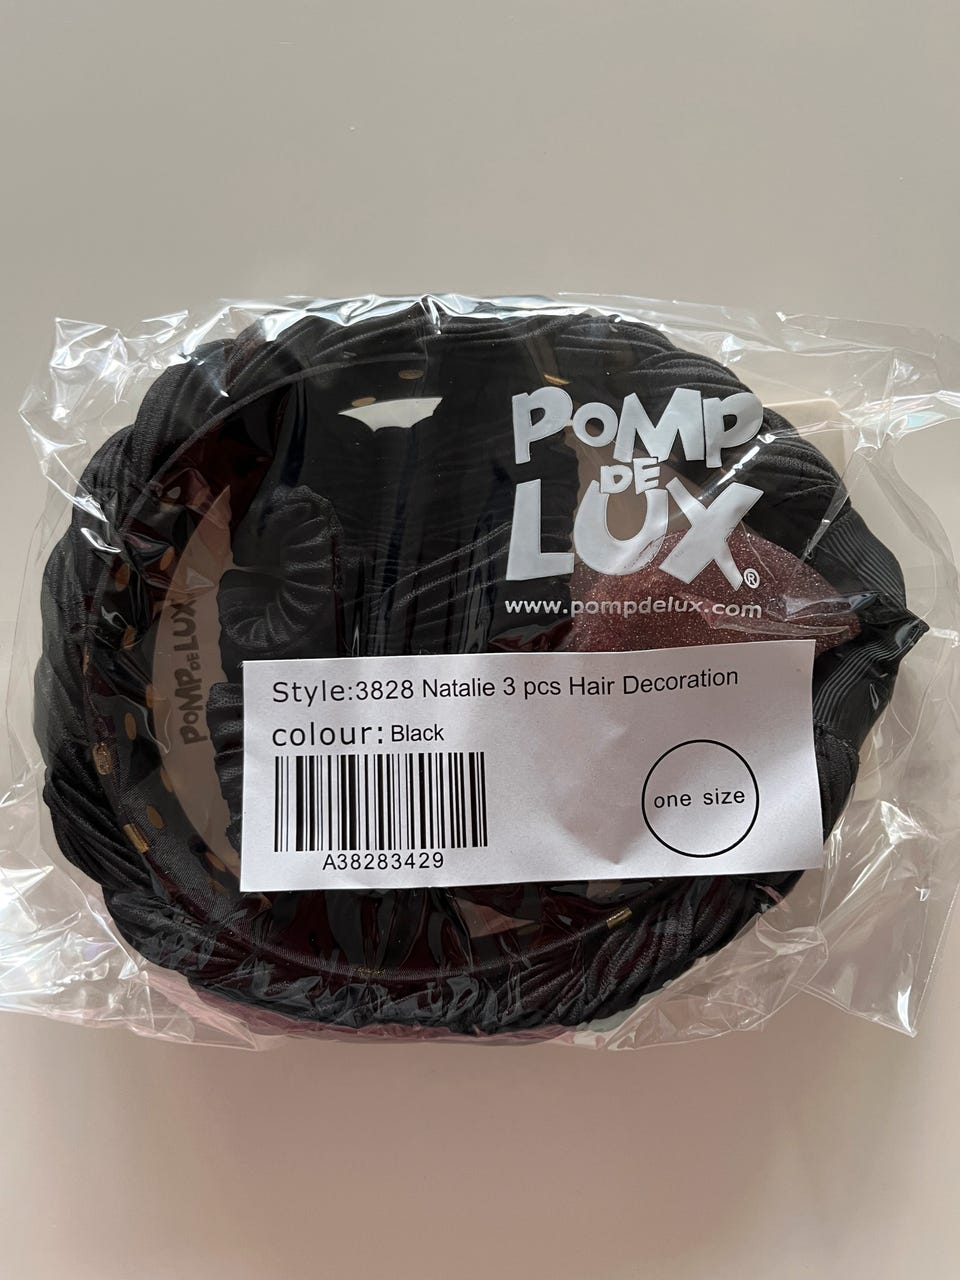 POMP
DE
LUX®
www.pompdelux.com
POMP DE LUX
Style:3828 Natalie 3 pcs Hair Decoration
colour: Black
A38283429
one size